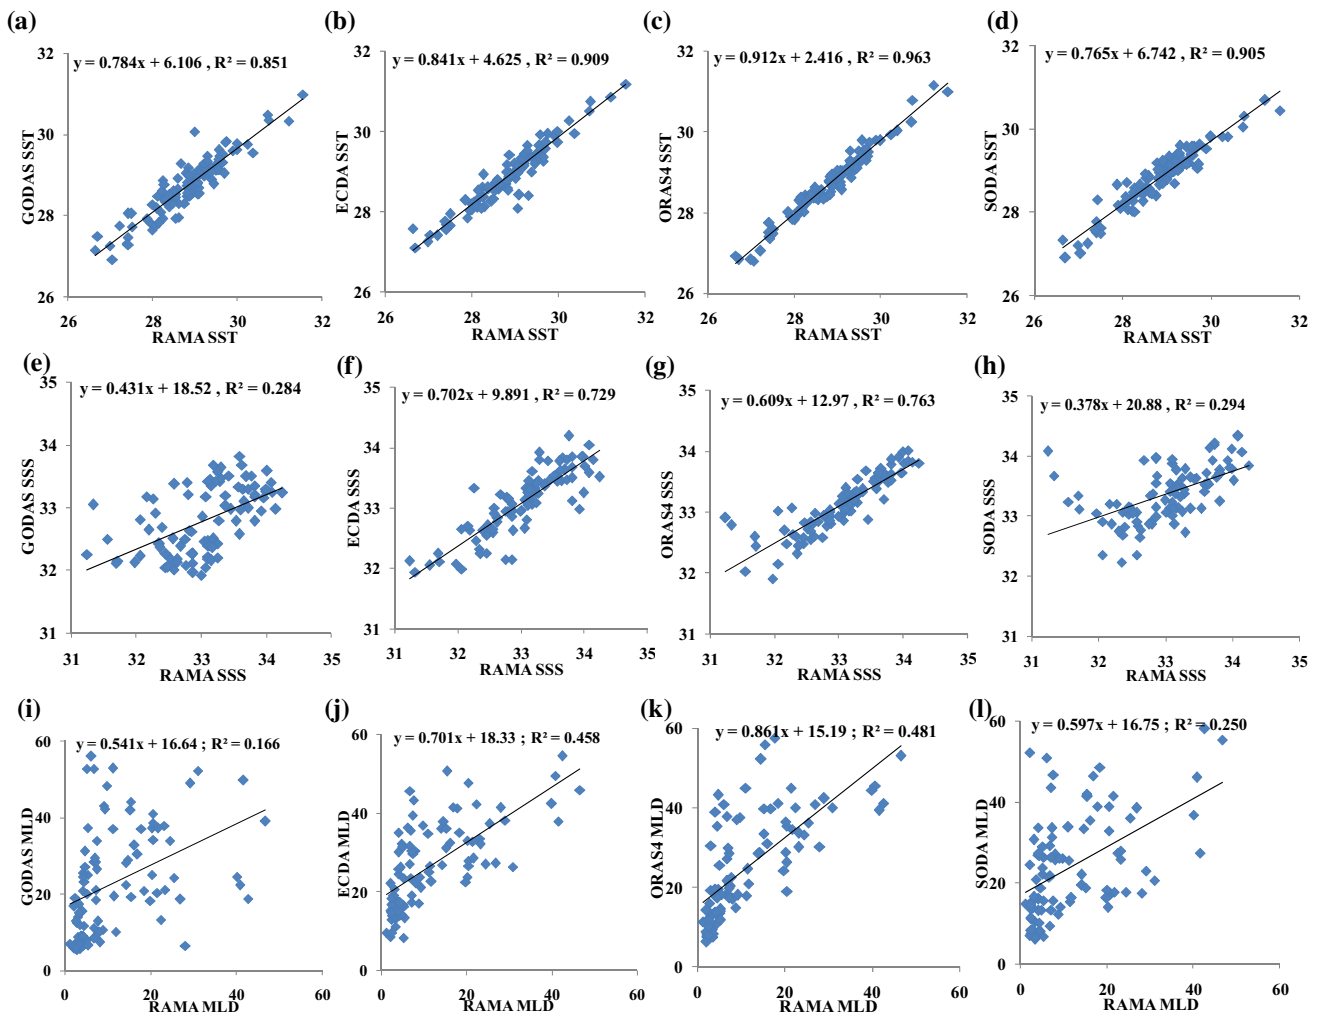 (a)
y = 0.784x + 6.106 , R² = 0.851
GODAS SST
32
30
28
26
26 28 30 32
RAMA SST
(b)
y = 0.841x + 4.625 , R² = 0.909
ECDA SST
32
30
28
26
26 28 30 32
RAMA SST
(c)
y = 0.912x + 2.416 , R² = 0.963
ORAS4 SST
32
30
28
26
26 28 30 32
RAMA SST
(d)
y = 0.765x + 6.742 , R² = 0.905
SODA SST
32
30
28
26
26 28 30 32
RAMA SST
(e)
y = 0.431x + 18.52 , R² = 0.284
GODAS SSS
35
34
33
32
31
31 32 33 34 35
RAMA SSS
(f)
y = 0.702x + 9.891 , R² = 0.729
ECDA SSS
35
34
33
32
31
31 32 33 34 35
RAMA SSS
(g)
y = 0.609x + 12.97 , R² = 0.763
ORAS4 SSS
35
34
33
32
31
31 32 33 34 35
RAMA SSS
(h)
y = 0.378x + 20.88 , R² = 0.294
SODA SSS
35
34
33
32
31
31 32 33 34 35
RAMA SSS
(i)
y = 0.541x + 16.64 ; R² = 0.166
GODAS MLD
60
40
20
0
0 20 40 60
RAMA MLD
(j)
y = 0.701x + 18.33 ; R² = 0.458
ECDA MLD
60
40
20
0
0 20 40 60
RAMA MLD
(k)
y = 0.861x + 15.19 ; R² = 0.481
ORAS4 MLD
60
40
20
0
0 20 40 60
RAMA MLD
(l)
y = 0.597x + 16.75 ; R² = 0.250
SODA MLD
60
40
20
0
0 20 40 60
RAMA MLD